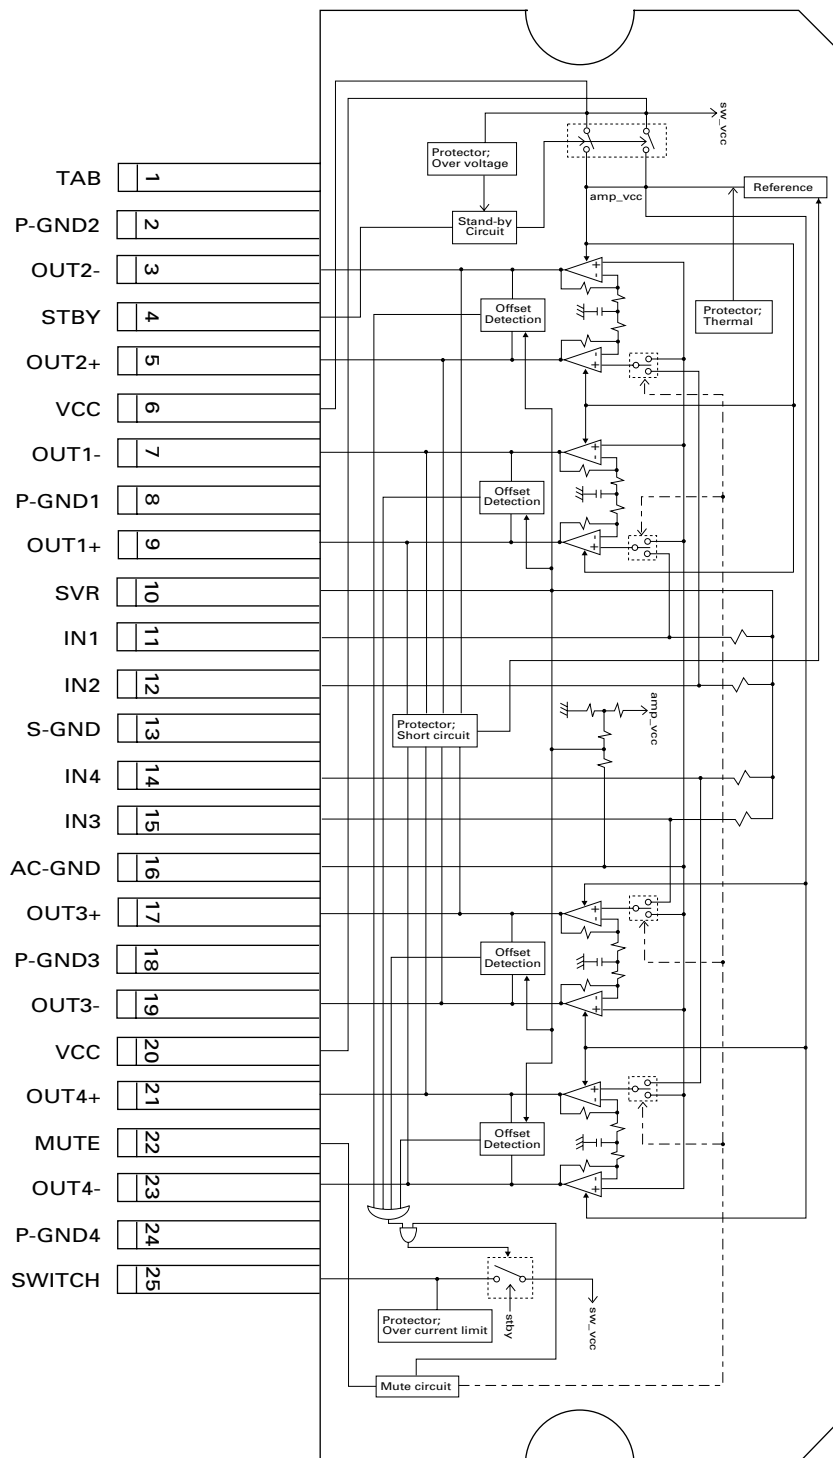 TAB 1
P-GND2 2
OUT2- 3
STBY 4
OUT2+ 5
VCC 6
OUT1- 7
P-GND1 8
OUT1+ 9
SVR 10
IN1 11
IN2 12
S-GND 13
IN4 14
IN3 15
AC-GND 16
OUT3+ 17
P-GND3 18
OUT3- 19
VCC 20
OUT4+ 21
MUTE 22
OUT4- 23
P-GND4 24
SWITCH 25
sw_vcc
Protector;
Over voltage
Stand-by
Circuit
amp_vcc
Reference
Protector;
Thermal
+
-
Offset
Detection
-
+
+
-
Offset
Detection
-
+
Protector;
Short circuit
amp_vcc
+
-
Offset
Detection
-
+
+
-
Offset
Detection
-
+
Protector;
Over current limit
stby
sw_vcc
Mute circuit